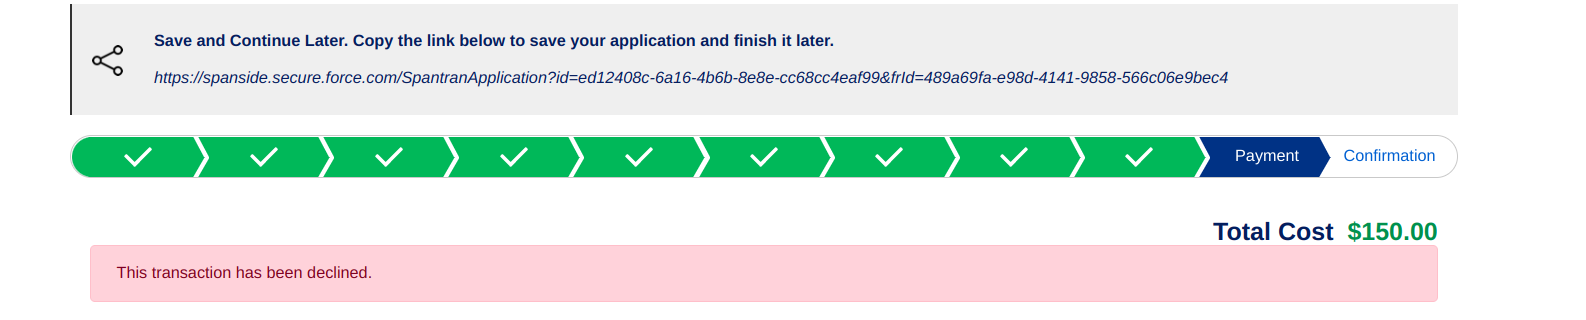 Save and Continue Later. Copy the link below to save your application and finish it later.
https://spanside.secure.force.com/SpantranApplication?id=ed12408c-6a16-4b6b-8e8e-cc68cc4eaf99&frId=489a69fa-e98d-4141-9858-566c06e9bec4
Payment
Confirmation
Total Cost $150.00
This transaction has been declined.